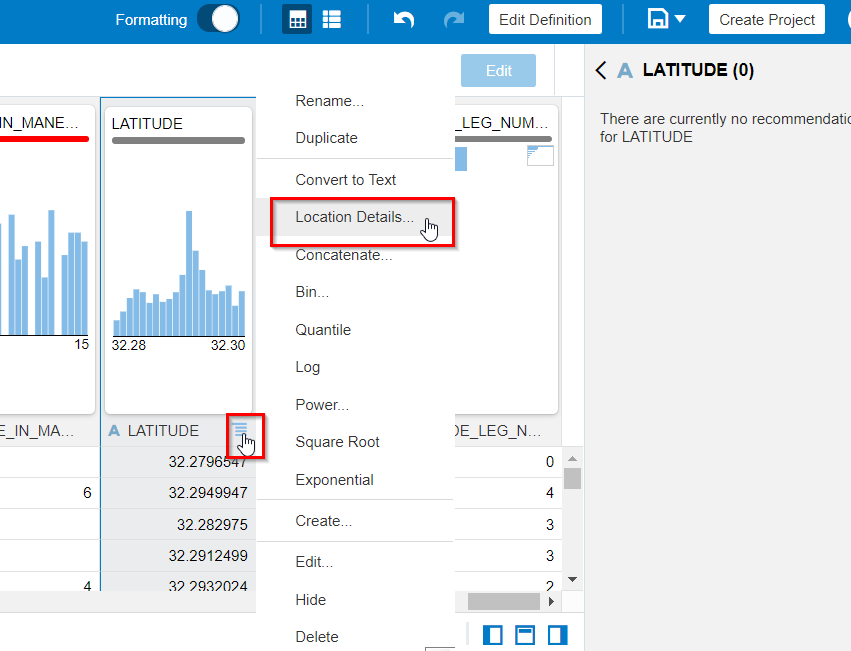 Formatting
Edit Definition
Create Project
Edit
A LATITUDE (0)
There are currently no recommendatio
for LATITUDE
IN_MANE...
15
LATITUDE
32.28
32.30
_LEG_NUM...
Rename...
Duplicate
Convert to Text
Location Details...
Concatenate...
Bin...
Quantile
Log
Power...
Square Root
Exponential
Create...
Edit...
Hide
Delete
E_IN_MA...
A LATITUDE
DE_LEG_N...
32.2796547
0
6
32.2949947
4
32.282975
3
32.2912499
3
4
32.2932024
2